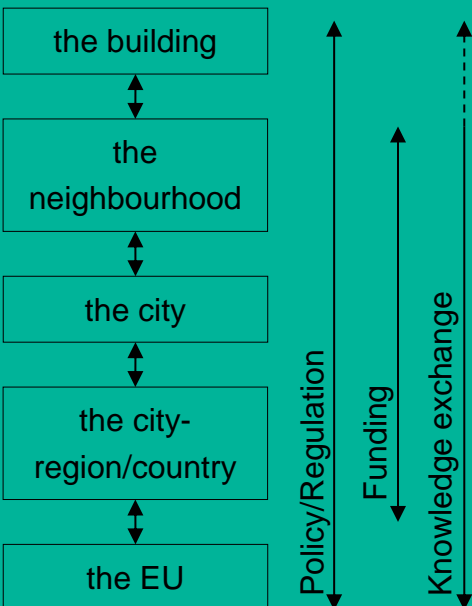 the building
the
neighbourhood
the city
the city-
region/country
the EU
Policy/Regulation
Funding
Knowledge exchange